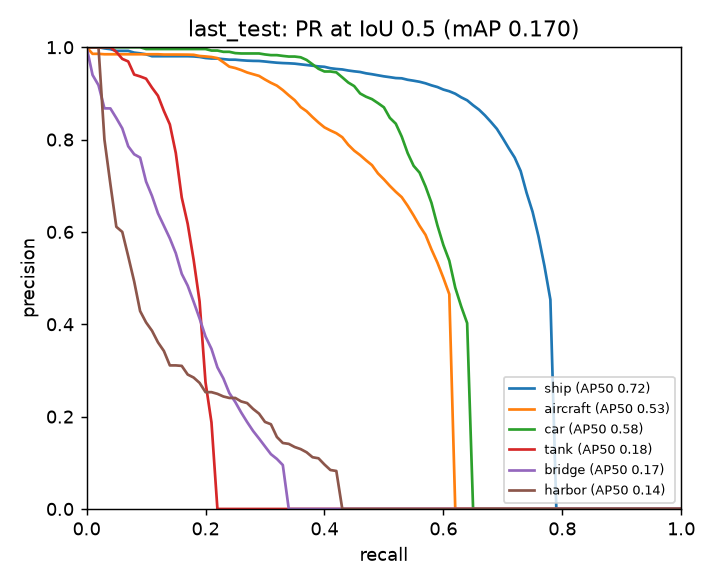 last_test: PR at IoU 0.5 (mAP 0.170)
precision
1.0
0.8
0.6
0.4
0.2
0.0
ship (AP50 0.72)
aircraft (AP50 0.53)
car (AP50 0.58)
tank (AP50 0.18)
bridge (AP50 0.17)
harbor (AP50 0.14)
0.0 0.2 0.4 0.6 0.8 1.0
recall